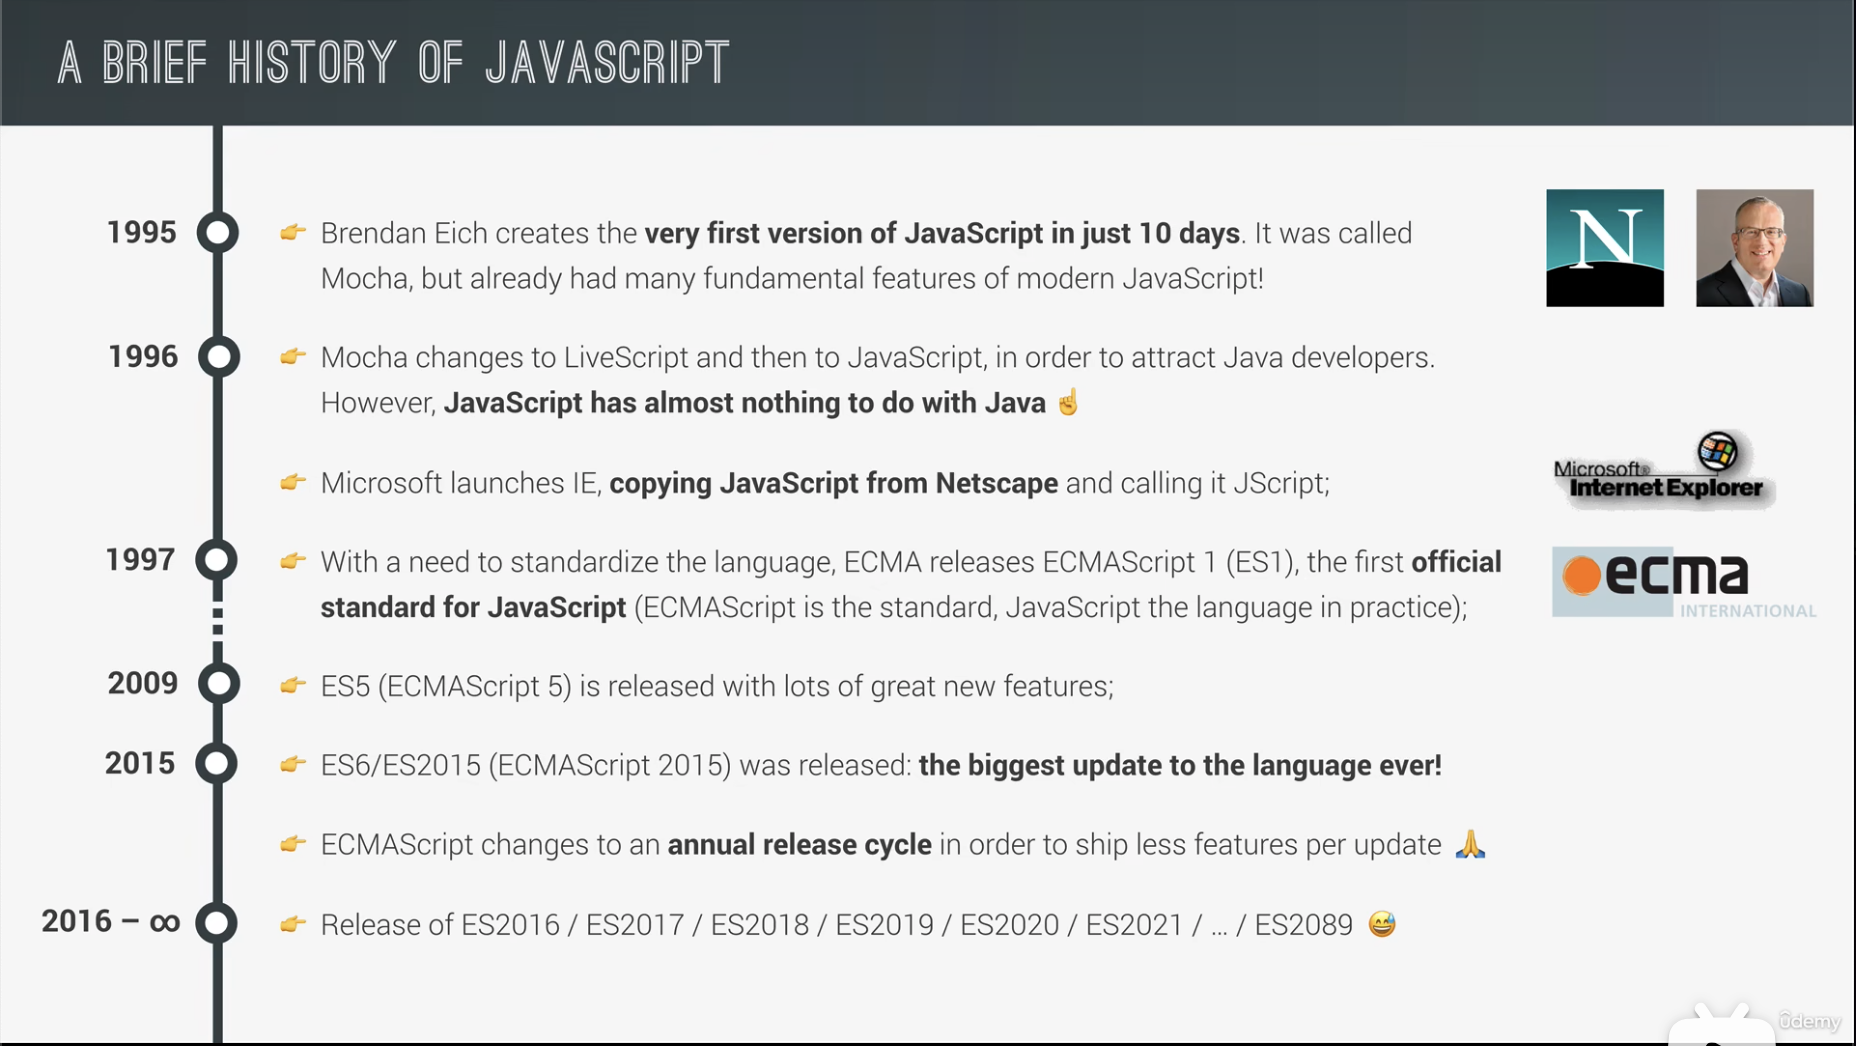 A BRIEF HISTORY OF JAVASCRIPT
1995
👉 Brendan Eich creates the very first version of JavaScript in just 10 days. It was called
Mocha, but already had many fundamental features of modern JavaScript!
N
1996
👉 Mocha changes to LiveScript and then to JavaScript, in order to attract Java developers.
However, JavaScript has almost nothing to do with Java ☝️
👉 Microsoft launches IE, copying JavaScript from Netscape and calling it JScript;
Microsoft®
Internet Explorer
1997
👉 With a need to standardize the language, ECMA releases ECMAScript 1 (ES1), the first official
standard for JavaScript (ECMAScript is the standard, JavaScript the language in practice);
ecma
INTERNATIONAL
2009
👉 ES5 (ECMAScript 5) is released with lots of great new features;
2015
👉 ES6/ES2015 (ECMAScript 2015) was released: the biggest update to the language ever!
👉 ECMAScript changes to an annual release cycle in order to ship less features per update 🙏
2016 – ∞
👉 Release of ES2016 / ES2017 / ES2018 / ES2019 / ES2020 / ES2021 / … / ES2089 😅
ûdemy